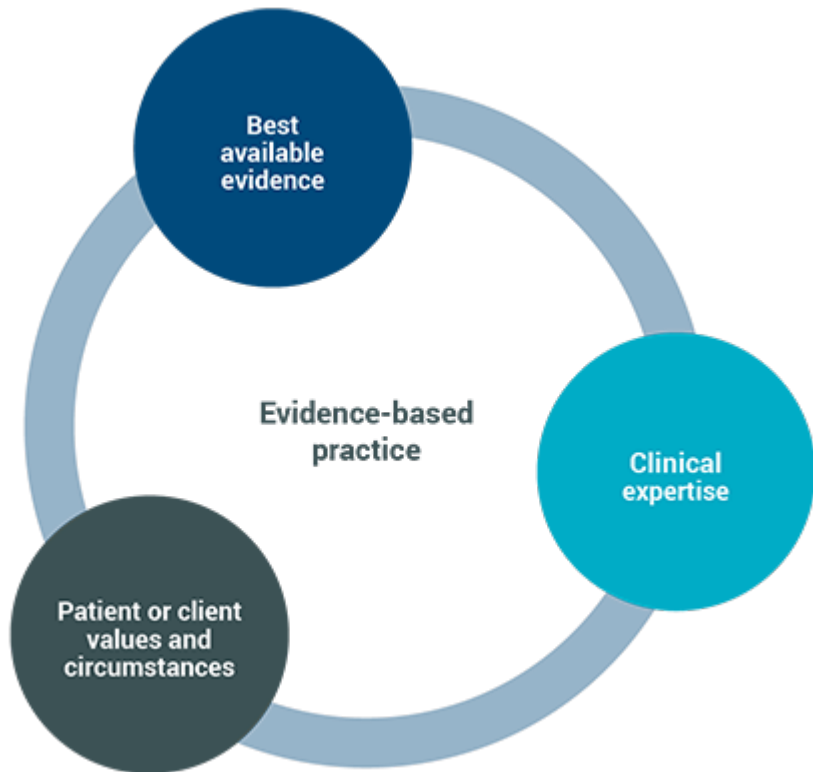 Best
available
evidence
Evidence-based
practice
Clinical
expertise
Patient or client
values and
circumstances